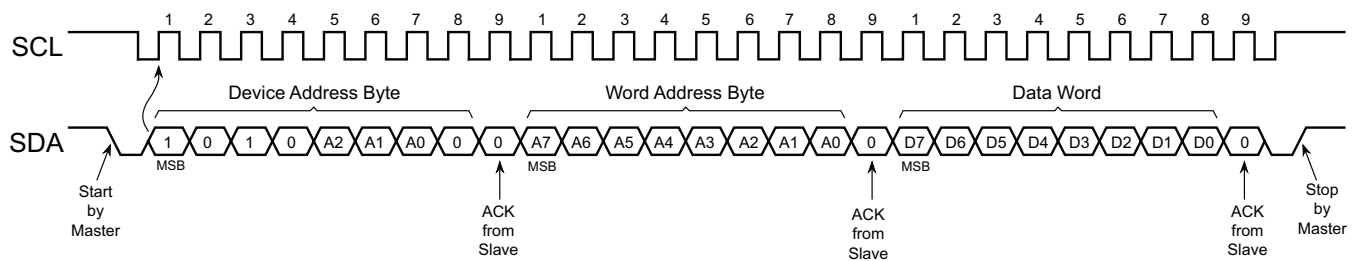 1 2 3 4 5 6 7 8 9 1 2 3 4 5 6 7 8 9 1 2 3 4 5 6 7 8 9
SCL
Device Address Byte Word Address Byte Data Word
SDA 1 0 1 0 A2 A1 A0 0 0 A7 A6 A5 A4 A3 A2 A1 A0 0 D7 D6 D5 D4 D3 D2 D1 D0 0
MSB MSB MSB
Start
by
Master
ACK
from
Slave
ACK
from
Slave
ACK
from
Slave
Stop
by
Master